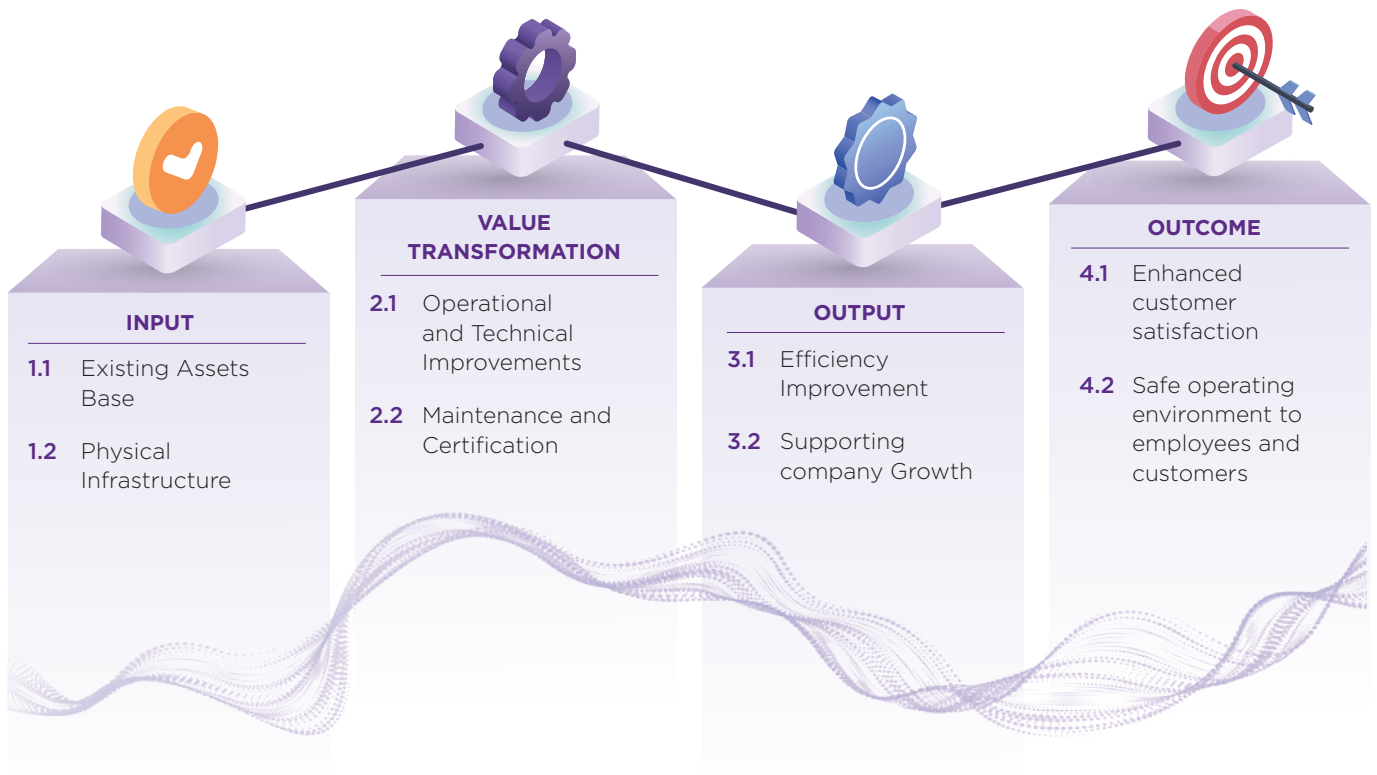 INPUT
1.1 Existing Assets
Base
1.2 Physical
Infrastructure
VALUE
TRANSFORMATION
2.1 Operational
and Technical
Improvements
2.2 Maintenance and
Certification
OUTPUT
3.1 Efficiency
Improvement
3.2 Supporting
company Growth
OUTCOME
4.1 Enhanced
customer
satisfaction
4.2 Safe operating
environment to
employees and
customers